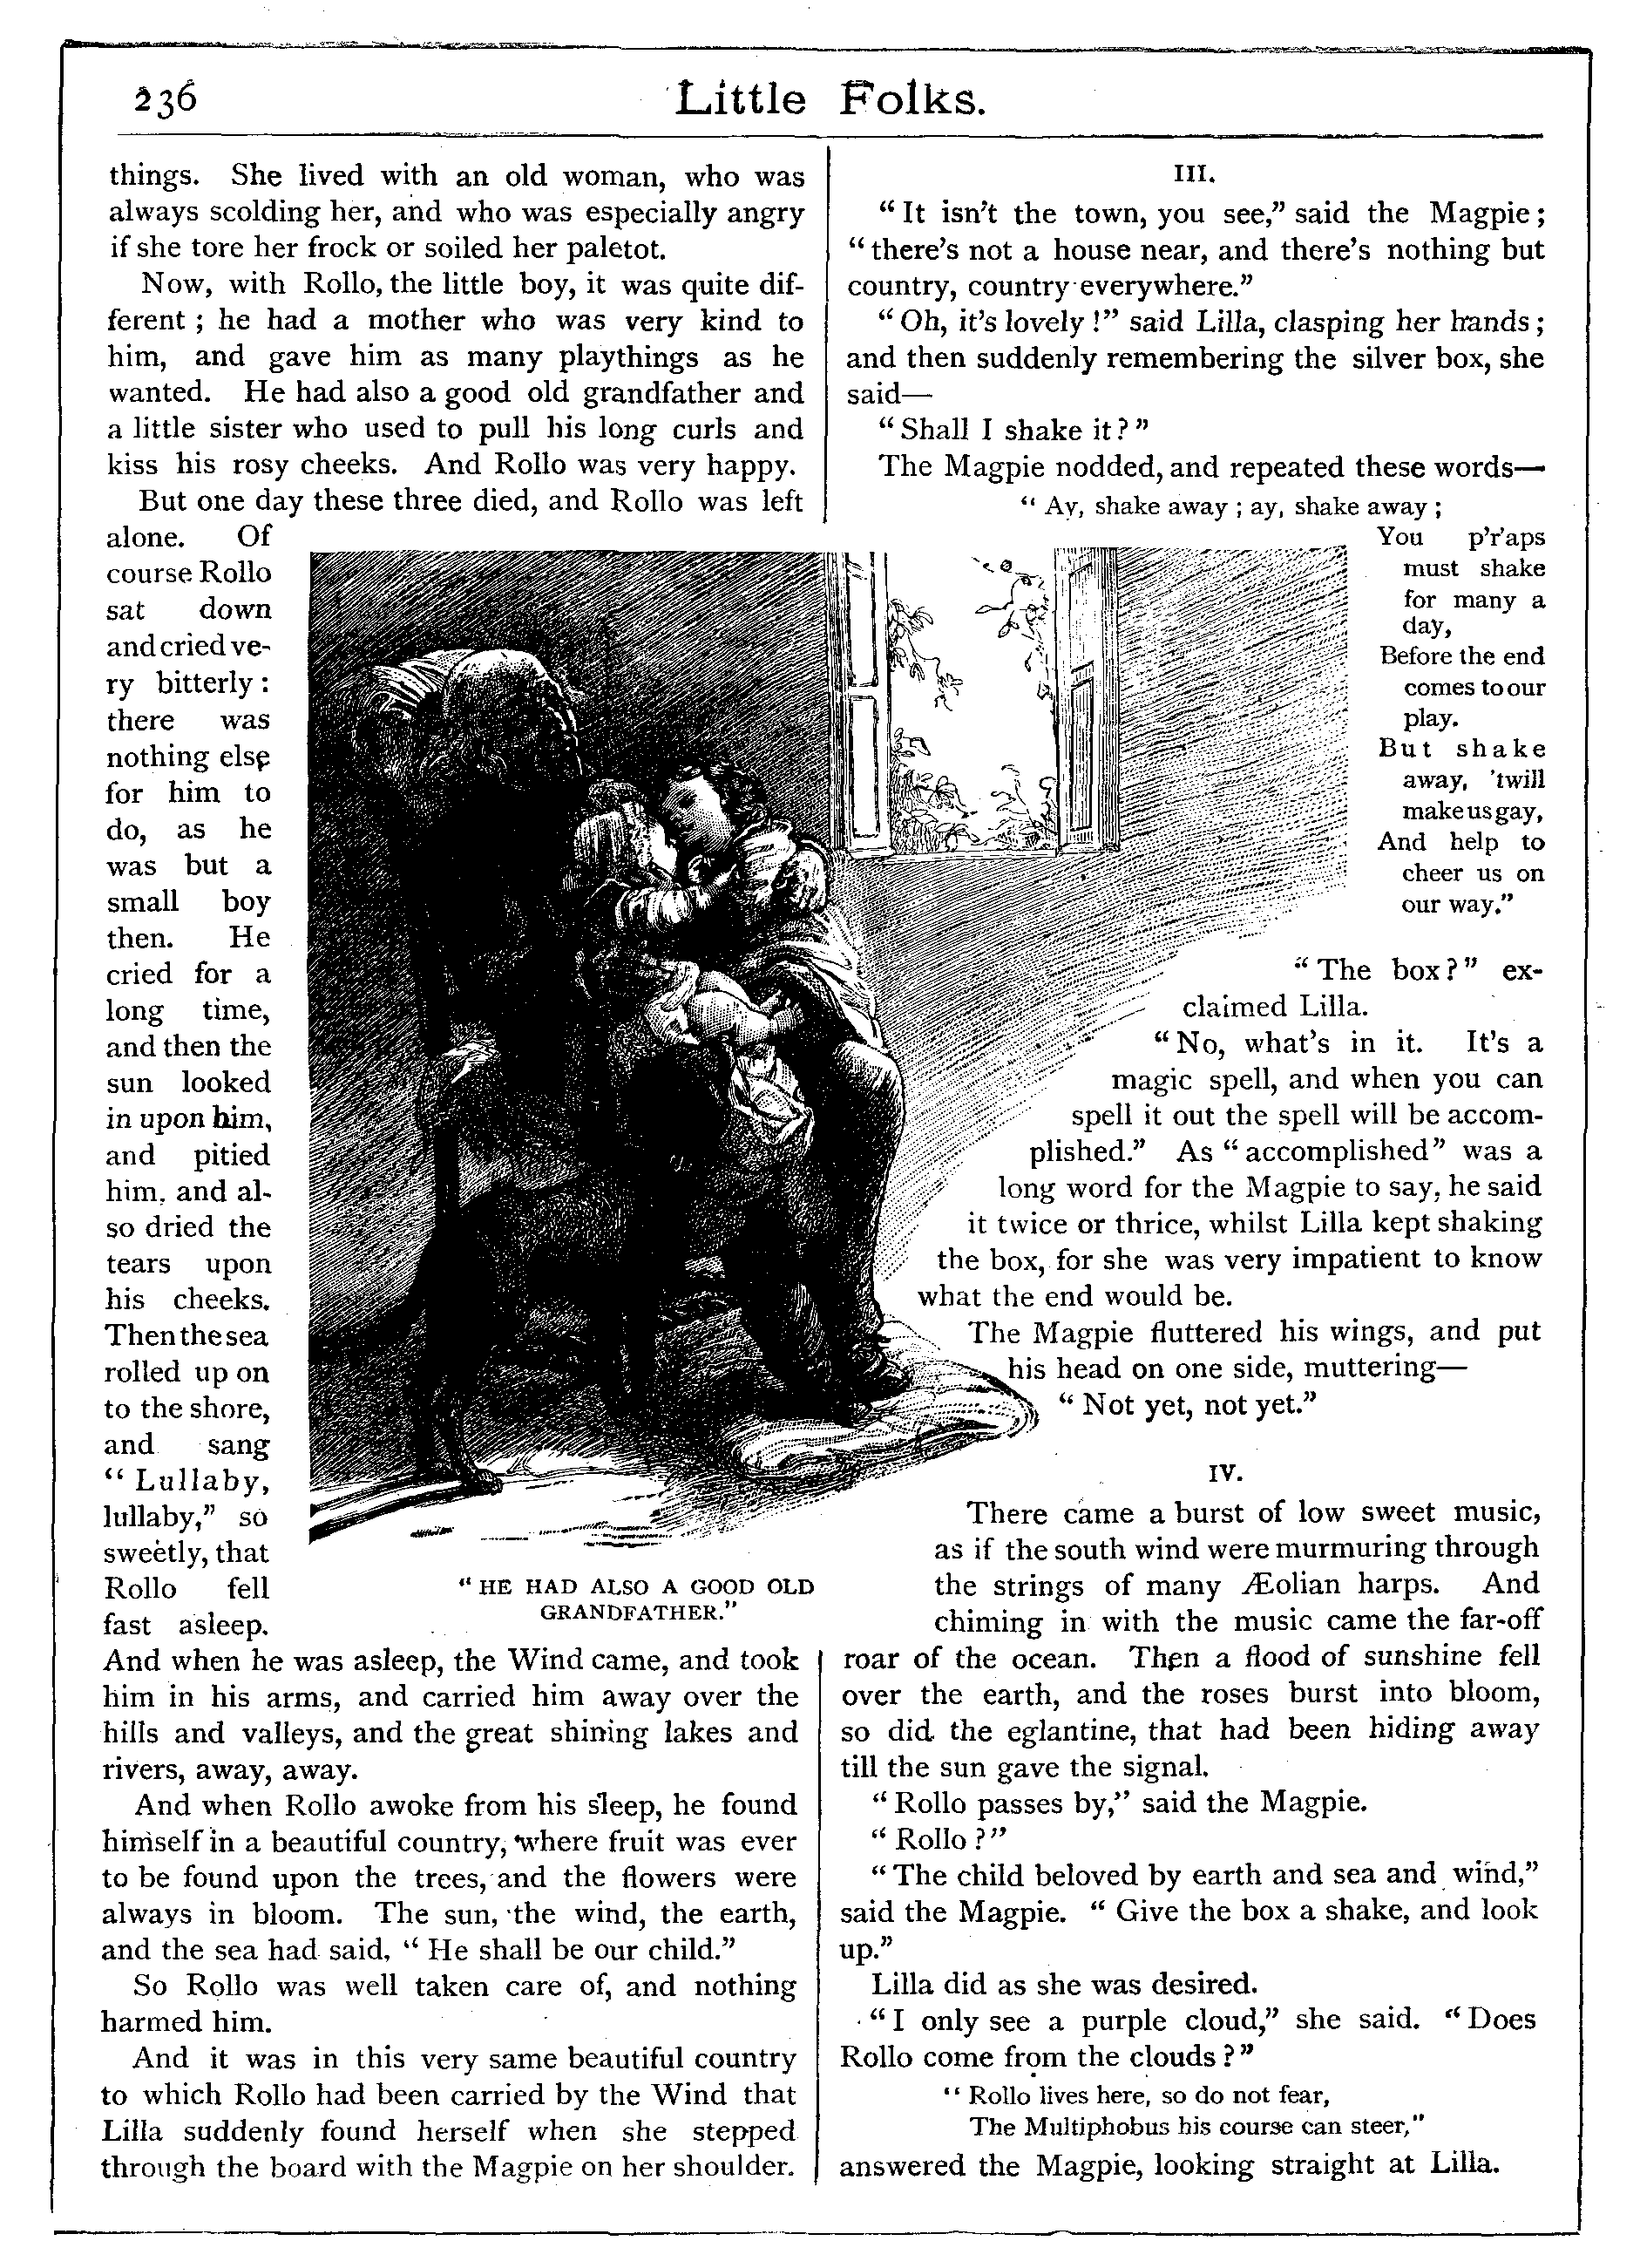 236
Little Folks.
things. She lived with an old woman, who was
always scolding her, and who was especially angry
if she tore her frock or soiled her paletot.
Now, with Rollo, the little boy, it was quite dif-
ferent ; he had a mother who was very kind to
him, and gave him as many playthings as he
wanted. He had also a good old grandfather and
a little sister who used to pull his long curls and
kiss his rosy cheeks. And Rollo was very happy.
But one day these three died, and Rollo was left
alone. Of
course Rollo
sat down
and cried ve-
ry bitterly :
there was
nothing else
for him to
do, as he
was but a
small boy
then. He
cried for a
long time,
and then the
sun looked
in upon him,
and pitied
him, and al-
so dried the
tears upon
his cheeks.
Then the sea
rolled up on
to the shore,
and sang
“ Lullaby,
lullaby,” so
sweetly, that
Rollo fell
fast asleep.
And when he was asleep, the Wind came, and took
him in his arms, and carried him away over the
hills and valleys, and the great shining lakes and
rivers, away, away.
And when Rollo awoke from his sleep, he found
himself in a beautiful country, where fruit was ever
to be found upon the trees, and the flowers were
always in bloom. The sun, the wind, the earth,
and the sea had said, “ He shall be our child.”
So Rollo was well taken care of, and nothing
harmed him.
And it was in this very same beautiful country
to which Rollo had been carried by the Wind that
Lilla suddenly found herself when she stepped
through the board with the Magpie on her shoulder.
“ HE HAD ALSO A GOOD OLD
GRANDFATHER.”
III.
“ It isn’t the town, you see,” said the Magpie ;
“ there’s not a house near, and there’s nothing but
country, country everywhere.”
“ Oh, it’s lovely !” said Lilla, clasping her hands ;
and then suddenly remembering the silver box, she
said—
“ Shall I shake it ? ”
The Magpie nodded, and repeated these words—
“ Ay, shake away ; ay, shake away ;
You p’r’aps
must shake
for many a
day,
Before the end
comes to our
play.
But shake
away, ’twill
make us gay,
And help to
cheer us on
our way.”
“ The box ? ” ex-
claimed Lilla.
“ No, what’s in it. It’s a
magic spell, and when you can
spell it out the spell will be accom-
plished.” As “ accomplished ” was a
long word for the Magpie to say, he said
it twice or thrice, whilst Lilla kept shaking
the box, for she was very impatient to know
what the end would be.
The Magpie fluttered his wings, and put
his head on one side, muttering—
“ Not yet, not yet.”
IV.
There came a burst of low sweet music,
as if the south wind were murmuring through
the strings of many Æolian harps. And
chiming in with the music came the far-off
roar of the ocean. Then a flood of sunshine fell
over the earth, and the roses burst into bloom,
so did the eglantine, that had been hiding away
till the sun gave the signal.
“ Rollo passes by,” said the Magpie.
“ Rollo ? ”
“ The child beloved by earth and sea and wind,”
said the Magpie. “ Give the box a shake, and look
up.”
Lilla did as she was desired.
“ I only see a purple cloud,” she said. “ Does
Rollo come from the clouds ? ”
“ Rollo lives here, so do not fear,
The Multiphobus his course can steer,”
answered the Magpie, looking straight at Lilla.